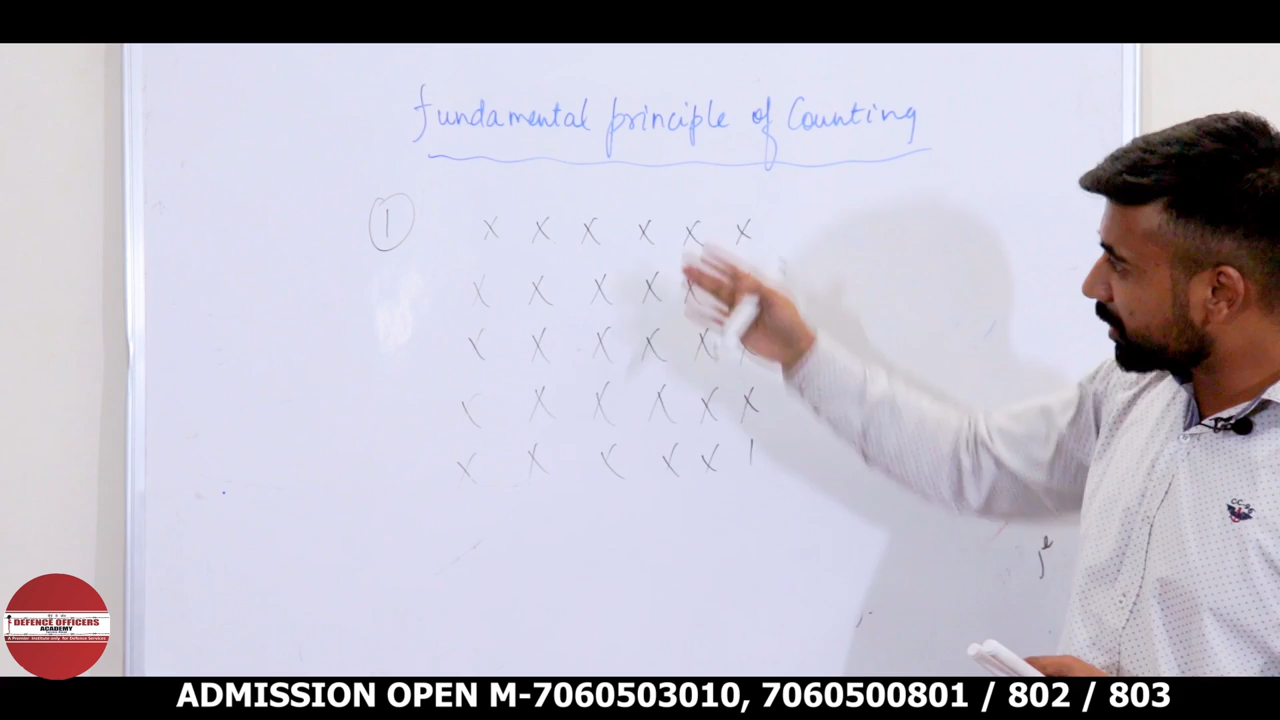 fundamental principle of Counting
1 x x x x x x
x x x x x
x x x x x x
x x x x x x
x x x x x
DEFENCE OFFICERS
ACADEMY
A Premier Institute only for Defence Services
ADMISSION OPEN M-7060503010, 7060500801 / 802 / 803